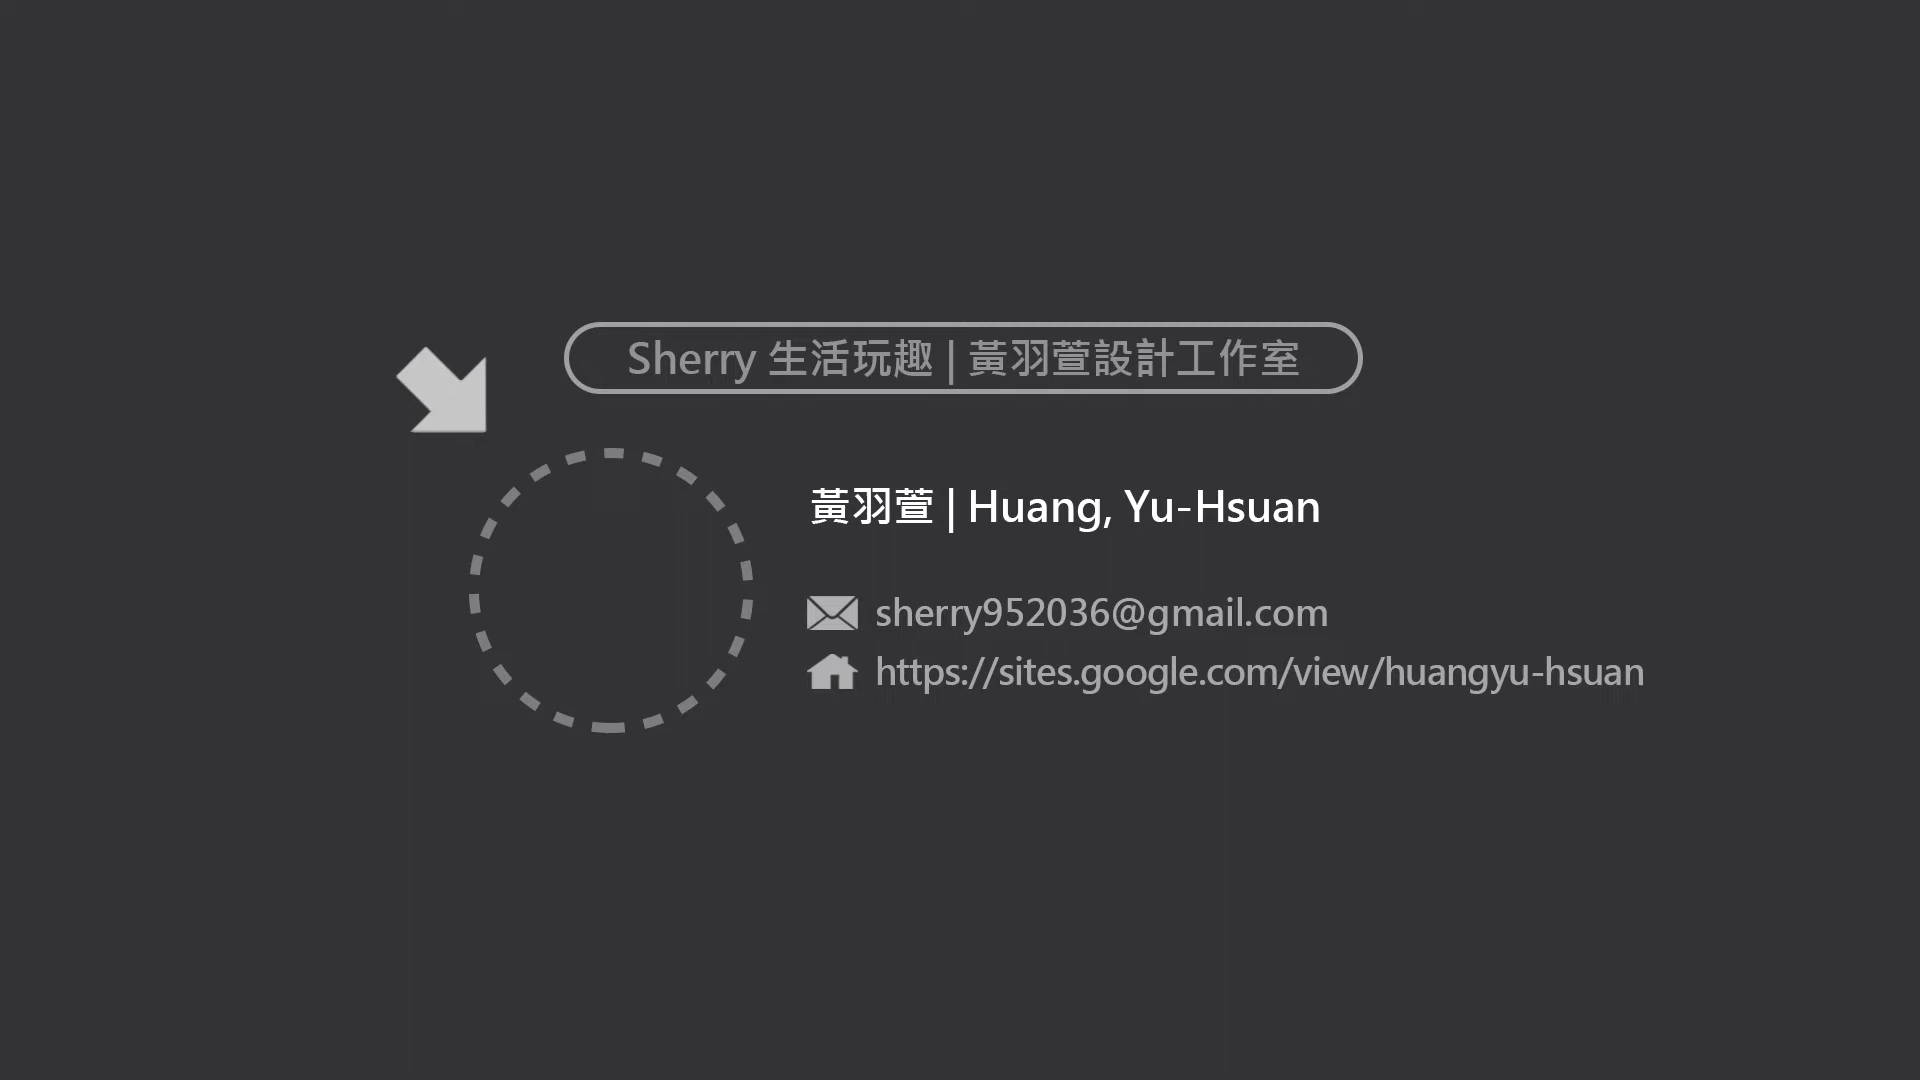 Sherry 生活玩趣 | 黃羽萱設計工作室
黃羽萱 | Huang, Yu-Hsuan
sherry952036@gmail.com
https://sites.google.com/view/huangyu-hsuan